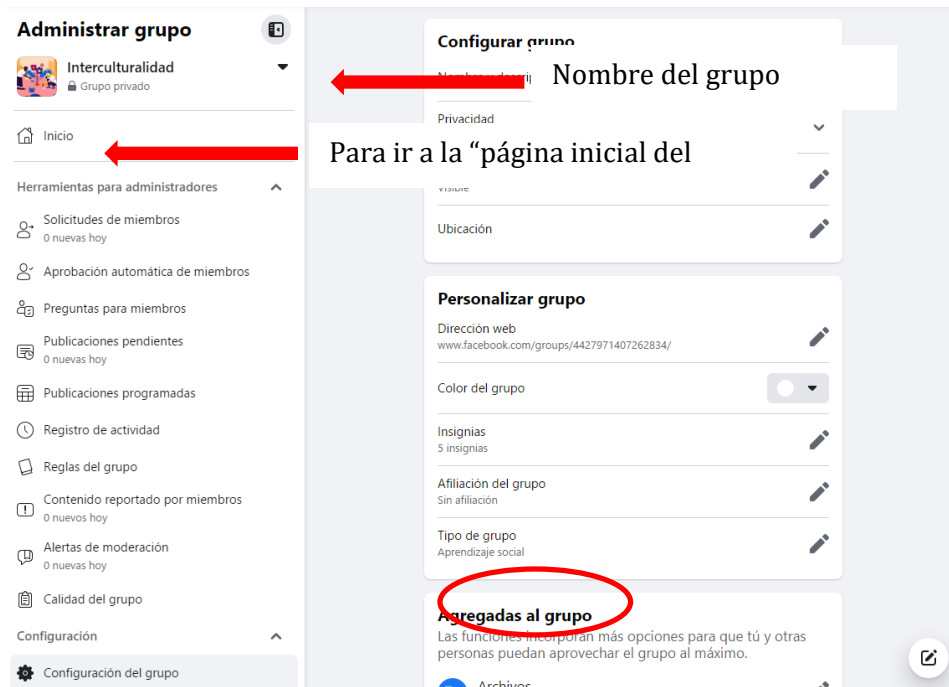 Administrar grupo
Interculturalidad
Grupo privado
Inicio
Herramientas para administradores
Solicitudes de miembros
0 nuevas hoy
Aprobación automática de miembros
Preguntas para miembros
Publicaciones pendientes
0 nuevas hoy
Publicaciones programadas
Registro de actividad
Reglas del grupo
Contenido reportado por miembros
0 nuevos hoy
Alertas de moderación
0 nuevas hoy
Calidad del grupo
Configuración
Configuración del grupo
Configurar grupo
Nombre del grupo
Privacidad
Para ir a la “página inicial del
Visible
Ubicación
Personalizar grupo
Dirección web
www.facebook.com/groups/4427971407262834/
Color del grupo
Insignias
5 insignias
Afiliación del grupo
Sin afiliación
Tipo de grupo
Aprendizaje social
Agregadas al grupo
Las funciones incorporan más opciones para que tú y otras
personas puedan aprovechar el grupo al máximo.
Archivos